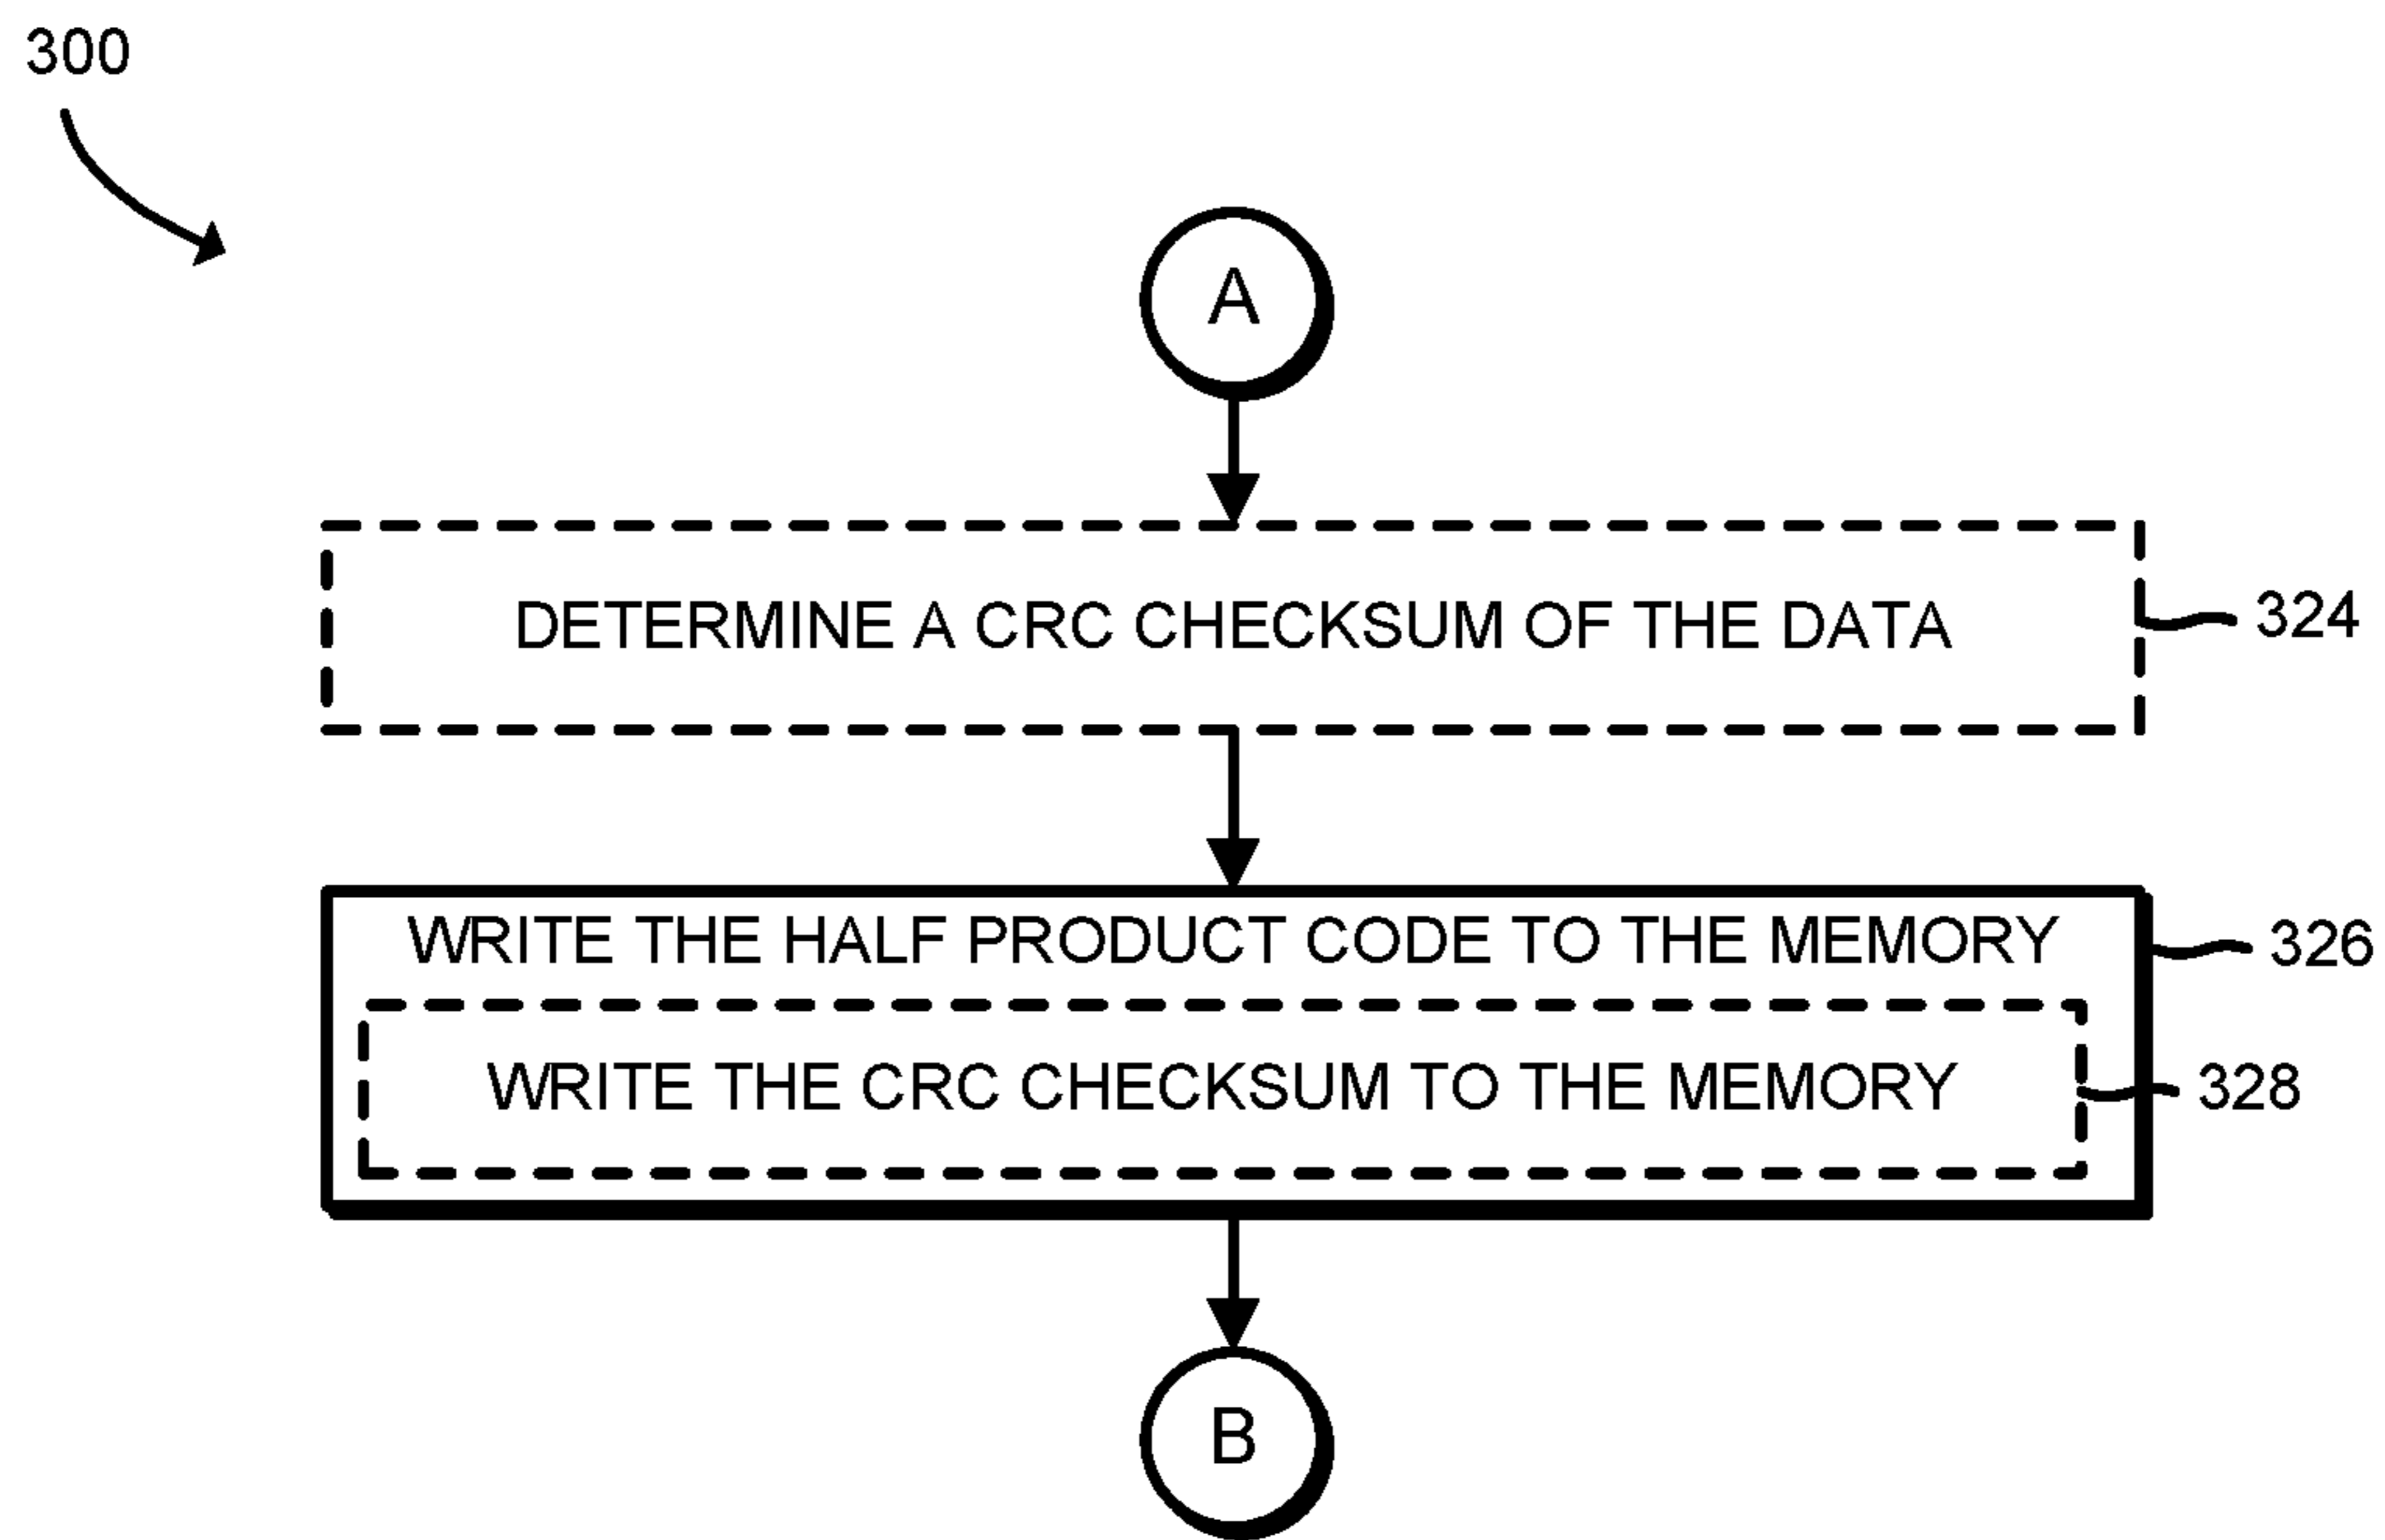 300
A
DETERMINE A CRC CHECKSUM OF THE DATA
324
WRITE THE HALF PRODUCT CODE TO THE MEMORY
326
WRITE THE CRC CHECKSUM TO THE MEMORY
328
B